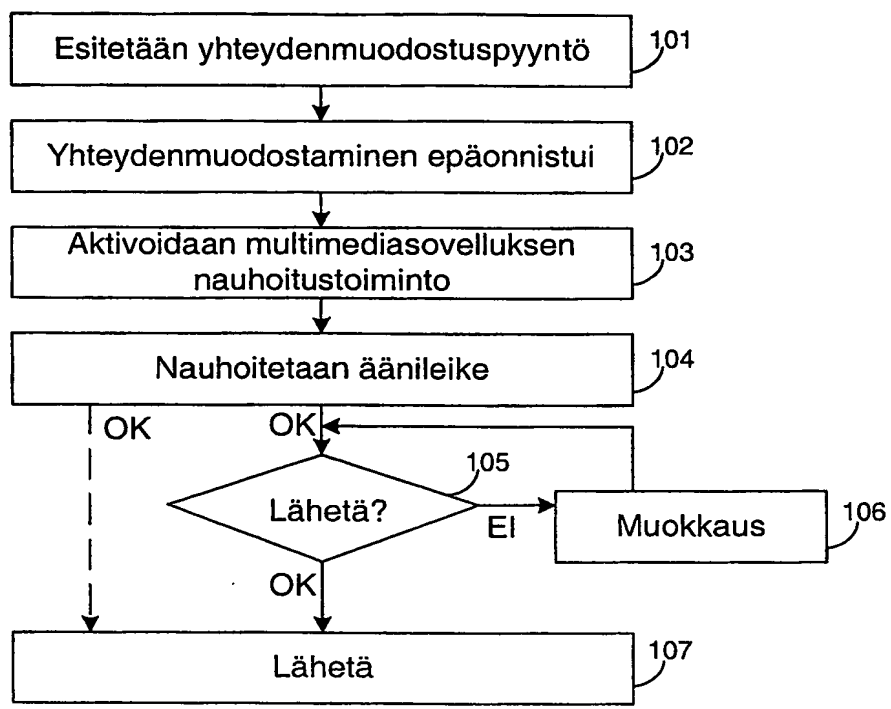 Esitetään yhteydenmuodostuspyyntö
101
Yhteydenmuodostaminen epäonnistui
102
Aktivoidaan multimediasovelluksen
nauhoitustoiminto
103
Nauhoitetaan äänileike
104
OK
OK
105
Lähetä?
EI
Muokkaus
106
OK
Lähetä
107